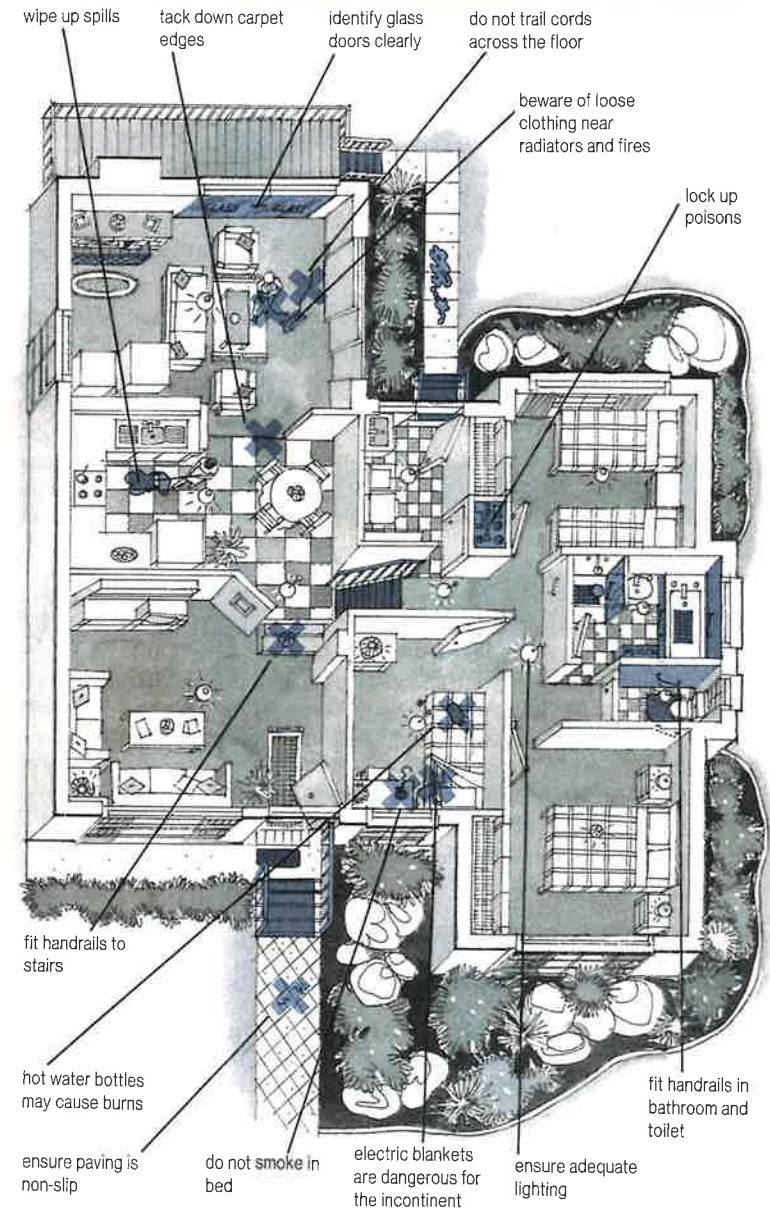 wipe up spills
tack down carpet
edges
identify glass
doors clearly
do not trail cords
across the floor
beware of loose
clothing near
radiators and fires
lock up
poisons
GLASS GLASS
fit handrails to
stairs
hot water bottles
may cause burns
ensure paving is
non-slip
do not smoke in
bed
electric blankets
are dangerous for
the incontinent
ensure adequate
lighting
fit handrails in
bathroom and
toilet